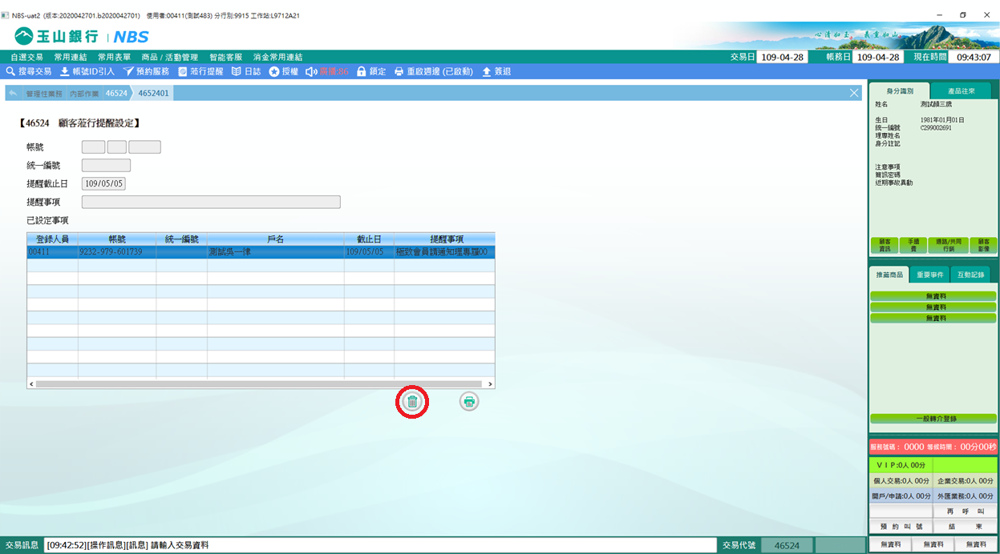 NBS-uat2 (版本:2020042701.b2020042701) 使用者:00411(測試483) 分行別:9915 工作站:L9712A21
玉山銀行 NBS
心清如玉，義重如山。
自選交易 常用連結 常用表單 商品 / 活動管理 智能客服 消金常用連結
交易日 109-04-28 帳務日 109-04-28 現在時間 09:43:07
搜尋交易 帳號ID引入 預約服務 蒞行提醒 日誌 授權 鎖定 重啟週邊 (已啟動) 簽退
管理性業務 內部作業 46524 4652401
【46524 顧客蒞行提醒設定】
帳號
統一編號
提醒截止日 109/05/05
提醒事項
已設定事項
登錄人員 帳號 統一編號 戶名 截止日 提醒事項
00411 9232-979-601739 測試吳一律 109/05/05 極致會員請通知理專羅00
身分識別 產品往來
姓名 測試顏三歲
生日 1981年01月01日
統一編號 C299002691
理專姓名
身分註記
注意事項
簡訊密碼
近期事故異動
顧客資訊 手續費 通路/共同行銷 顧客影像
推薦商品 重要事件 互動記錄
無資料
無資料
無資料
一般轉介登錄
服務號碼： 0000 等候時間： 00分00秒
V I P:0人 00分
個人交易:0人 00分 企業交易:0人 00分
開戶/申請:0人 00分 外匯業務:0人 00分
再 呼 叫
預 約 叫 號 結 束
無資料 無資料 無資料
交易訊息 [09:42:52][操作訊息][訊息] 請輸入交易資料 交易代號 46524